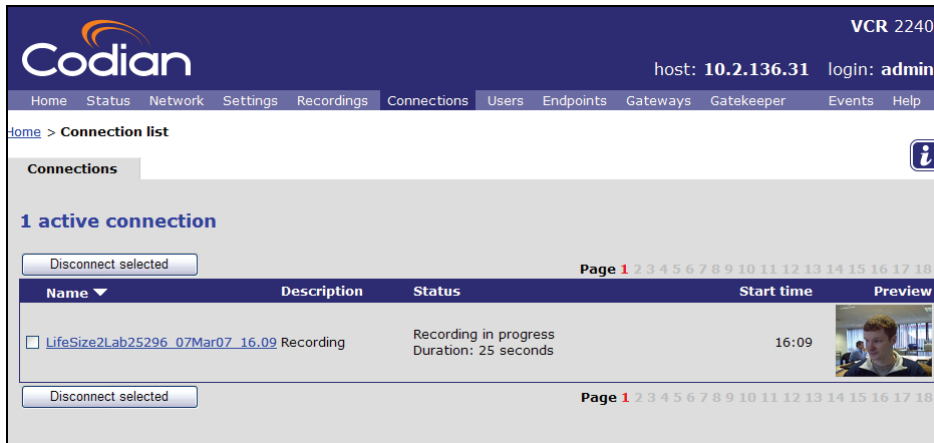 Codian
VCR 2240
host: 10.2.136.31 login: admin
Home Status Network Settings Recordings Connections Users Endpoints Gateways Gatekeeper Events Help
Home > Connection list
i
Connections
1 active connection
Disconnect selected
Page 1 2 3 4 5 6 7 8 9 10 11 12 13 14 15 16 17 18
Name Description Status Start time Preview
LifeSize2Lab25296_07Mar07_16.09 Recording Recording in progress 16:09
Duration: 25 seconds
Disconnect selected
Page 1 2 3 4 5 6 7 8 9 10 11 12 13 14 15 16 17 18